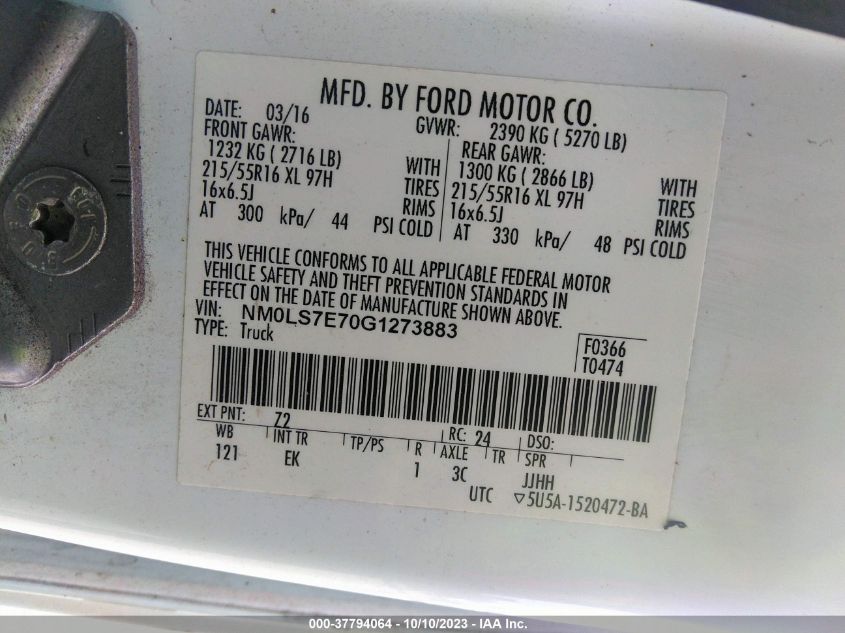 MFD. BY FORD MOTOR CO.
DATE: 03/16 GVWR: 2390 KG ( 5270 LB)
FRONT GAWR: REAR GAWR:
1232 KG ( 2716 LB) WITH 1300 KG ( 2866 LB) WITH
215/55R16 XL 97H TIRES 215/55R16 XL 97H TIRES
16x6.5J RIMS 16x6.5J RIMS
AT 300 kPa/ 44 PSI COLD AT 330 kPa/ 48 PSI COLD
THIS VEHICLE CONFORMS TO ALL APPLICABLE FEDERAL MOTOR
VEHICLE SAFETY AND THEFT PREVENTION STANDARDS IN
EFFECT ON THE DATE OF MANUFACTURE SHOWN ABOVE.
VIN: NM0LS7E70G1273883
TYPE: Truck
F0366
T0474
EXT PNT: Z2 RC: 24 DSO:
WB INT TR TP/PS R AXLE TR SPR
121 EK 1 3C JJHH
UTC ▽5U5A-1520472-BA
000-37794064 - 10/10/2023 - IAA Inc.